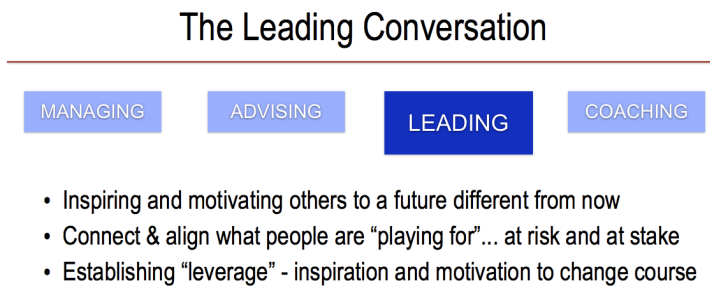 The Leading Conversation
MANAGING ADVISING LEADING COACHING
• Inspiring and motivating others to a future different from now
• Connect & align what people are “playing for”... at risk and at stake
• Establishing “leverage” - inspiration and motivation to change course